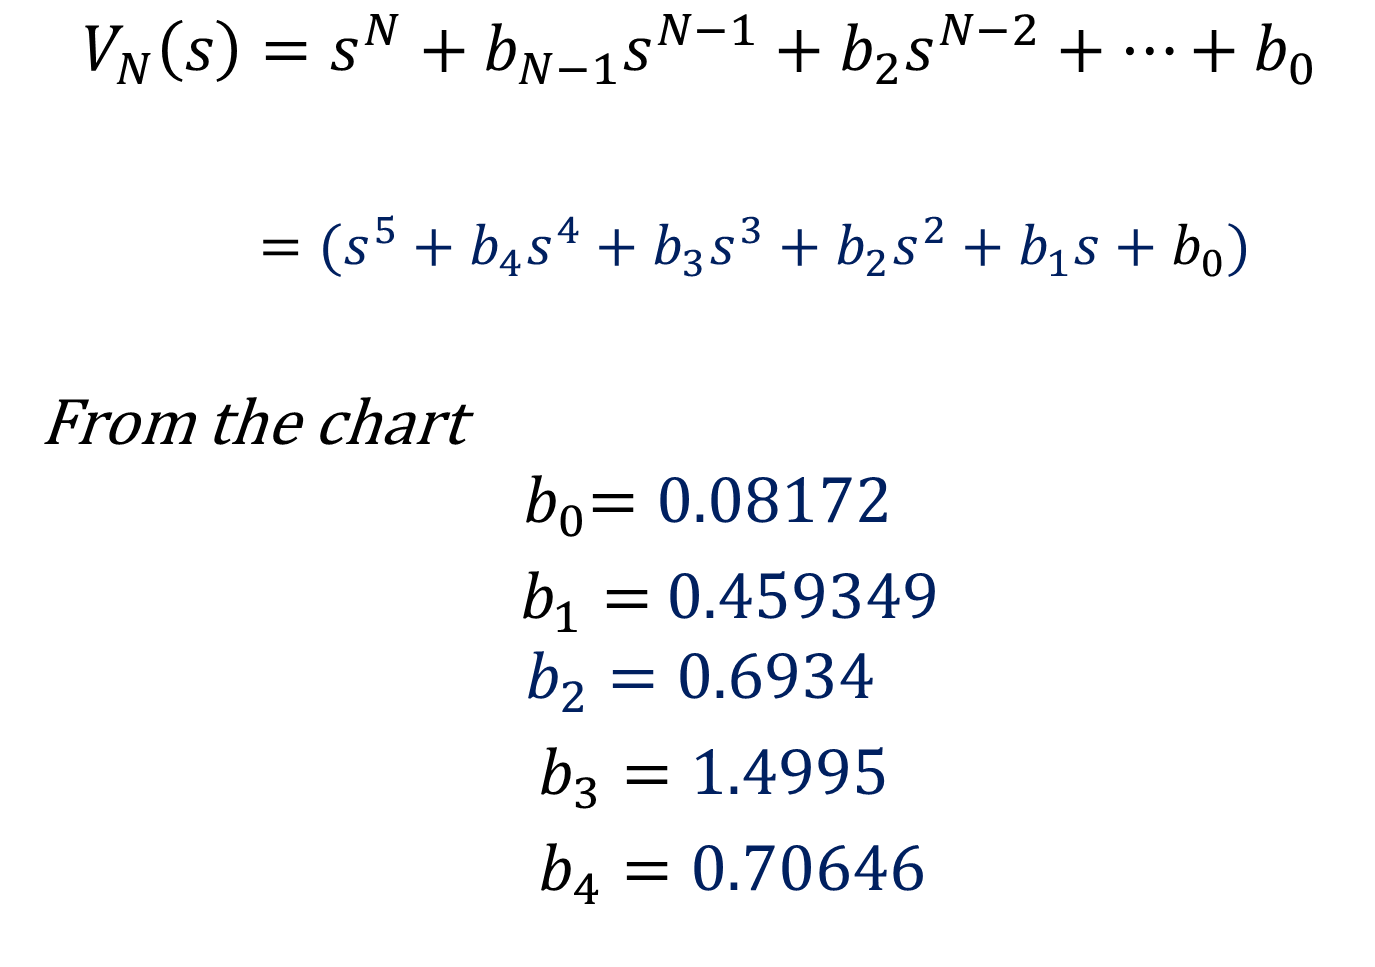 V_N(s) = s^N + b_{N−1}s^{N−1} + b_2s^{N−2} + ⋯ + b_0
= (s^5 + b_4s^4 + b_3s^3 + b_2s^2 + b_1s + b_0)
From the chart
b_0= 0.08172
b_1 = 0.459349
b_2 = 0.6934
b_3 = 1.4995
b_4 = 0.70646